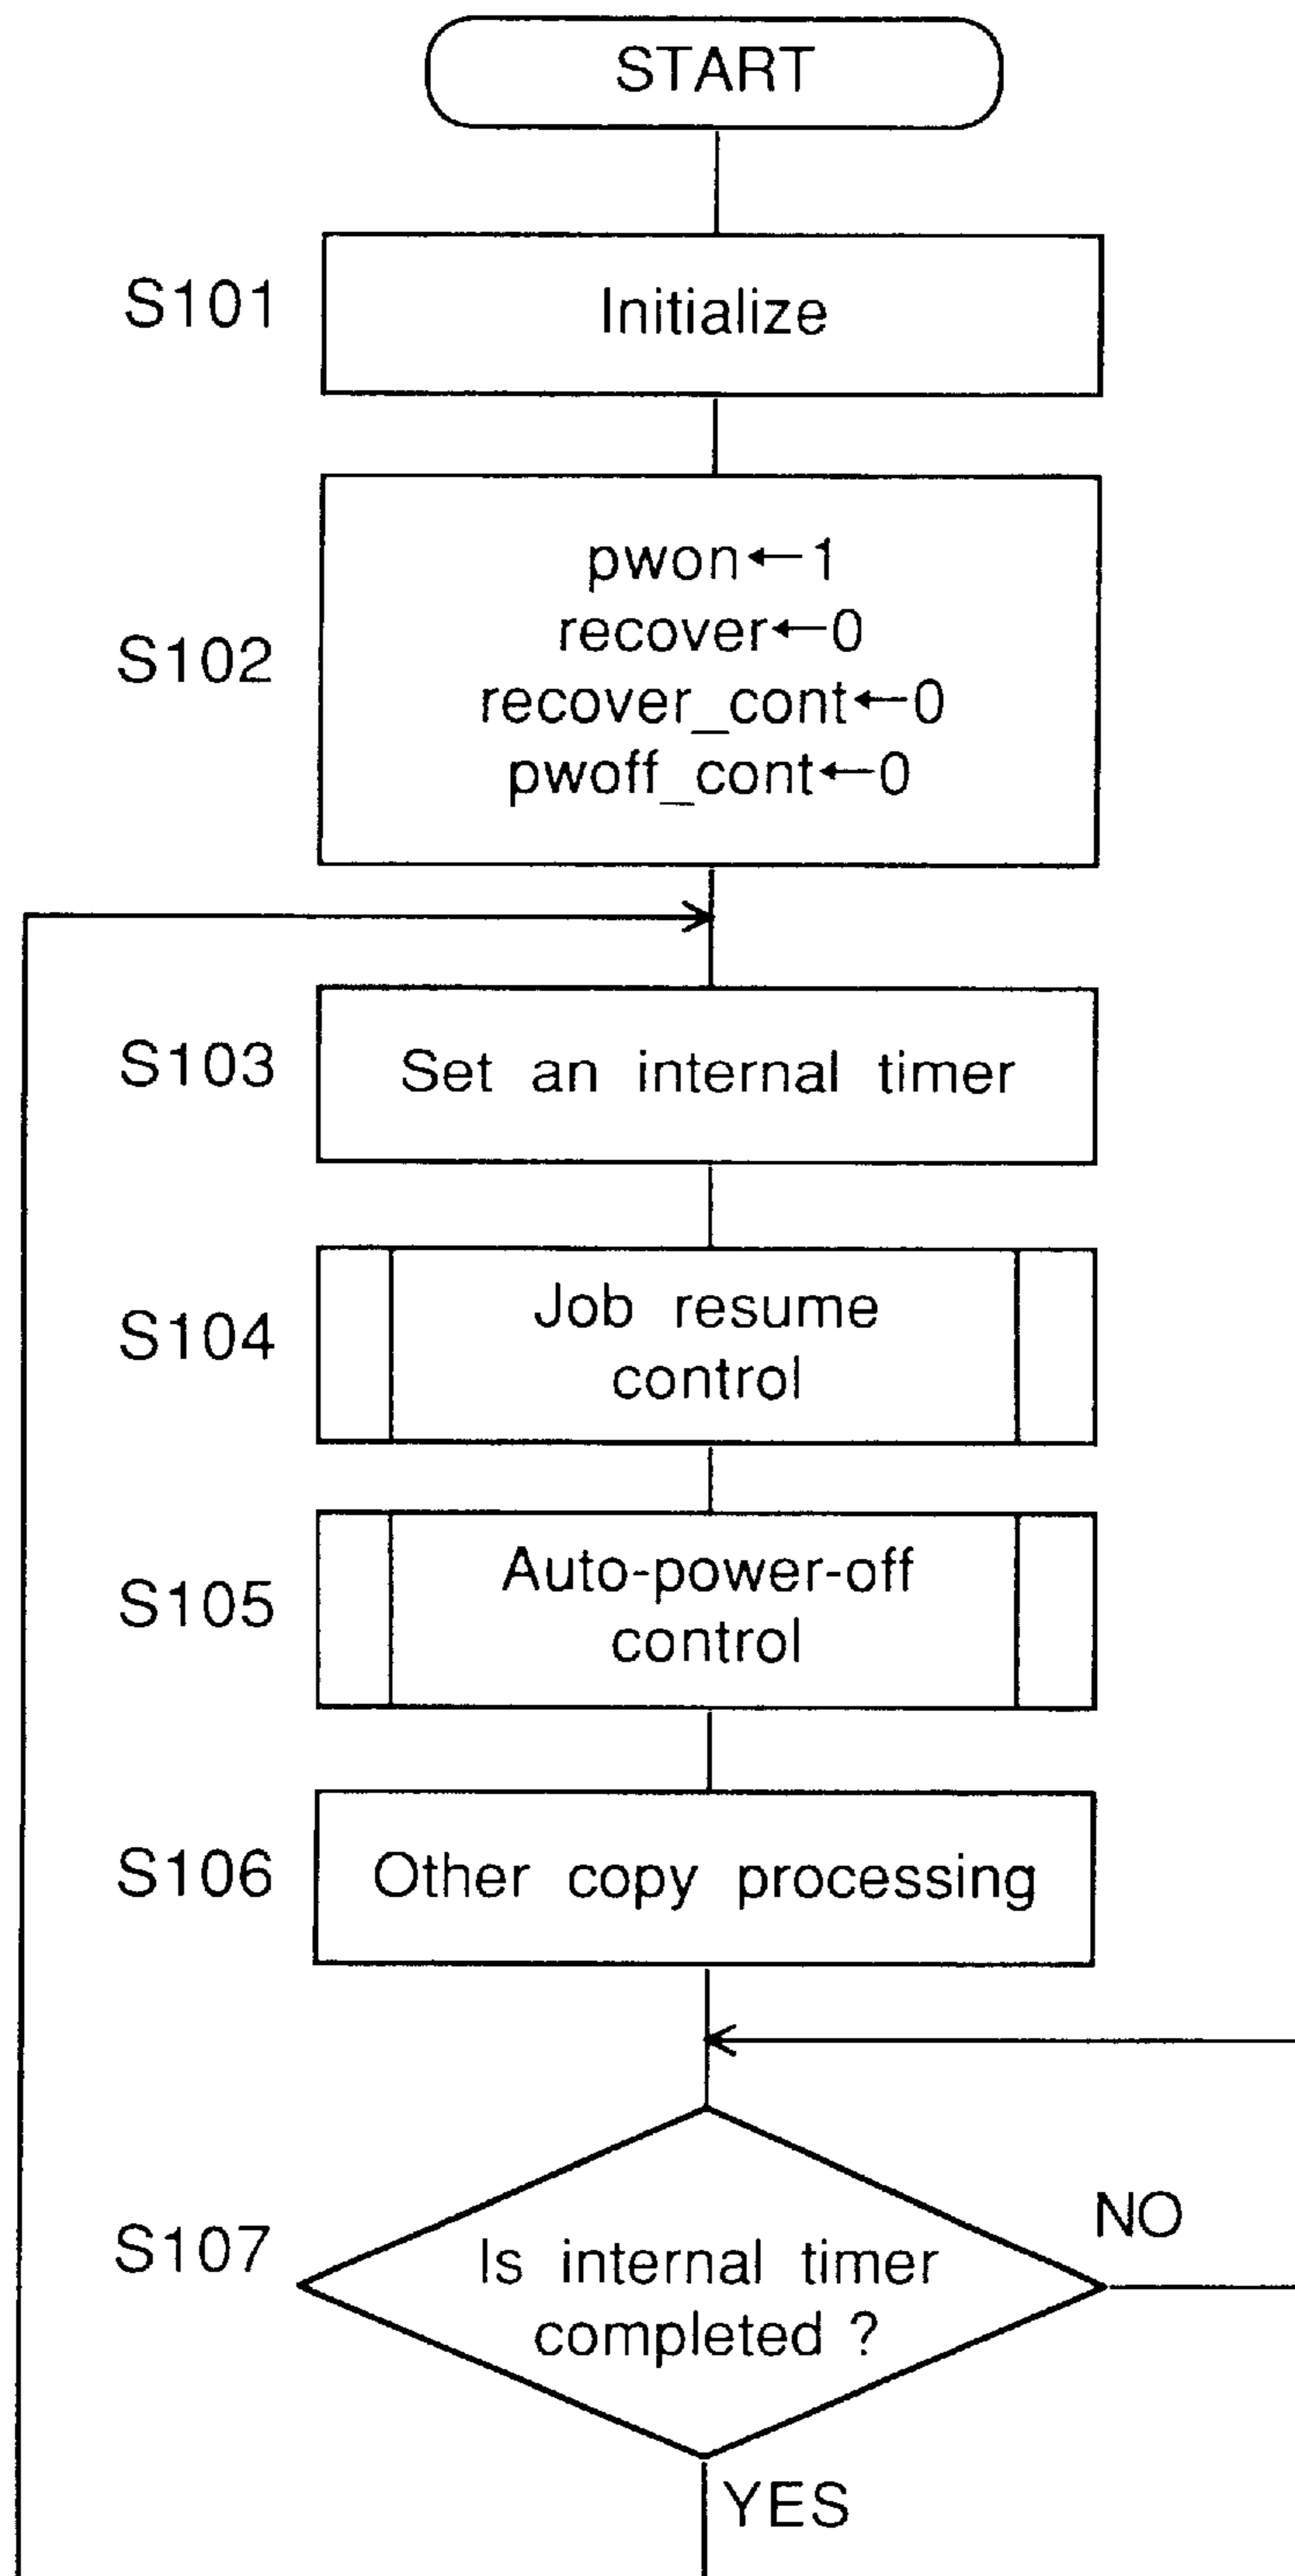 START
S101
Initialize
S102
pwon←1
recover←0
recover_cont←0
pwoff_cont←0
S103
Set an internal timer
S104
Job resume
control
S105
Auto-power-off
control
S106
Other copy processing
S107
Is internal timer
completed ?
NO
YES